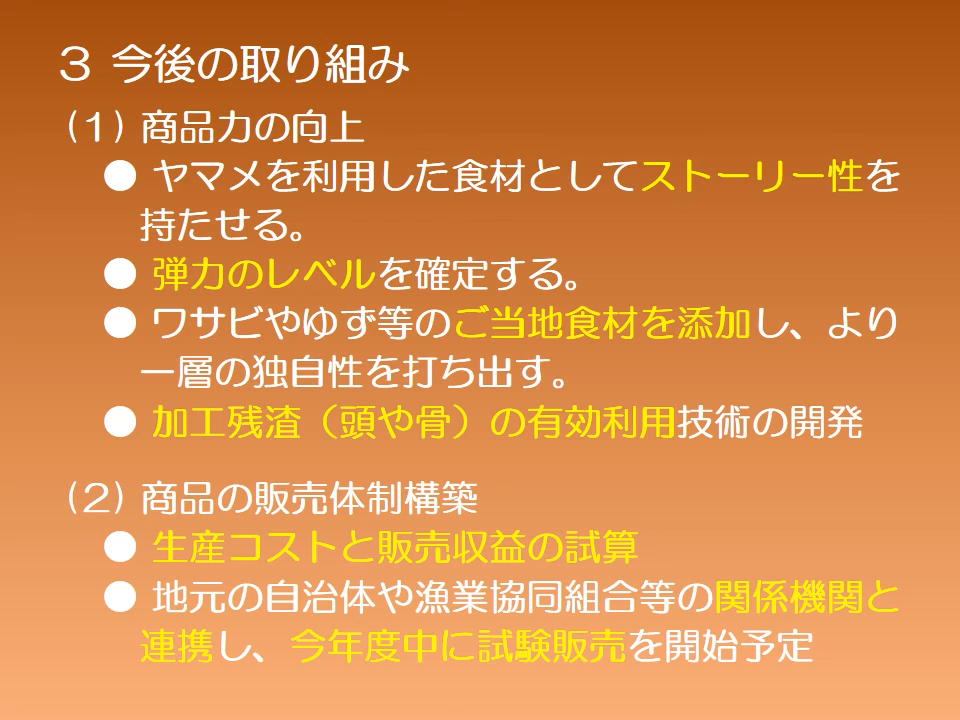 3 今後の取り組み
(1) 商品力の向上
● ヤマメを利用した食材としてストーリー性を
持たせる。
● 弾力のレベルを確定する。
● ワサビやゆず等のご当地食材を添加し、より
一層の独自性を打ち出す。
● 加工残渣（頭や骨）の有効利用技術の開発
(2) 商品の販売体制構築
● 生産コストと販売収益の試算
● 地元の自治体や漁業協同組合等の関係機関と
連携し、今年度中に試験販売を開始予定